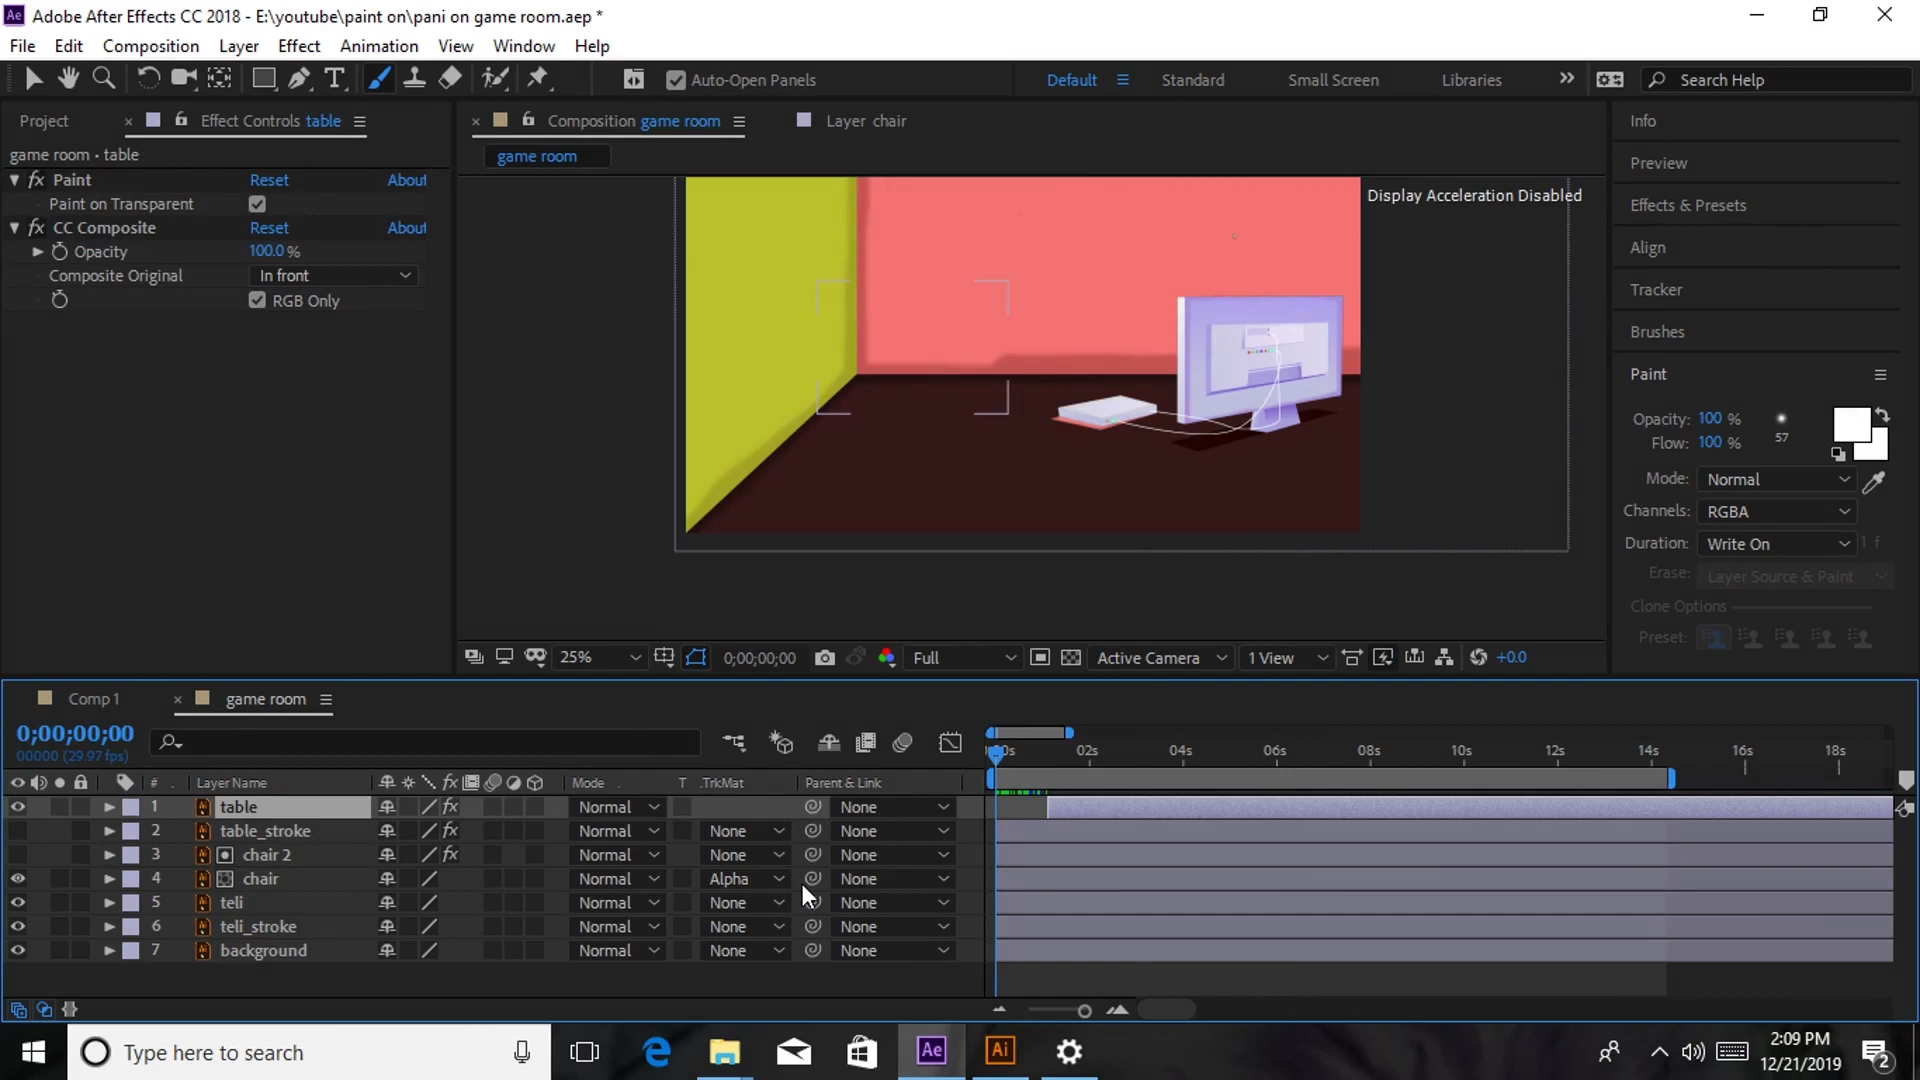 Adobe After Effects CC 2018 - E:\youtube\paint on\pani on game room.aep *
File Edit Composition Layer Effect Animation View Window Help
Auto-Open Panels
Default Standard Small Screen Libraries
Search Help
Project
Effect Controls table
Composition game room
Layer chair
Info
game room • table
game room
Paint Reset About
Paint on Transparent
CC Composite Reset About
Opacity 100.0 %
Composite Original In front
RGB Only
Display Acceleration Disabled
Preview
Effects & Presets
Align
Tracker
Brushes
Paint
Opacity: 100 %
Flow: 100 %
57
Mode: Normal
Channels: RGBA
Duration: Write On 1 f
Erase: Layer Source & Paint
Clone Options
Preset:
25% 0;00;00;00 Full Active Camera 1 View +0.0
Comp 1 game room
0;00;00;00
00000 (29.97 fps)
02s 04s 06s 08s 10s 12s 14s 16s 18s
# Layer Name Mode T .TrkMat Parent & Link
1 table Normal None
2 table_stroke Normal None None
3 chair 2 Normal None None
4 chair Normal Alpha None
5 teli Normal None None
6 teli_stroke Normal None None
7 background Normal None None
Type here to search
Ae
Ai
2:09 PM
12/21/2019
2